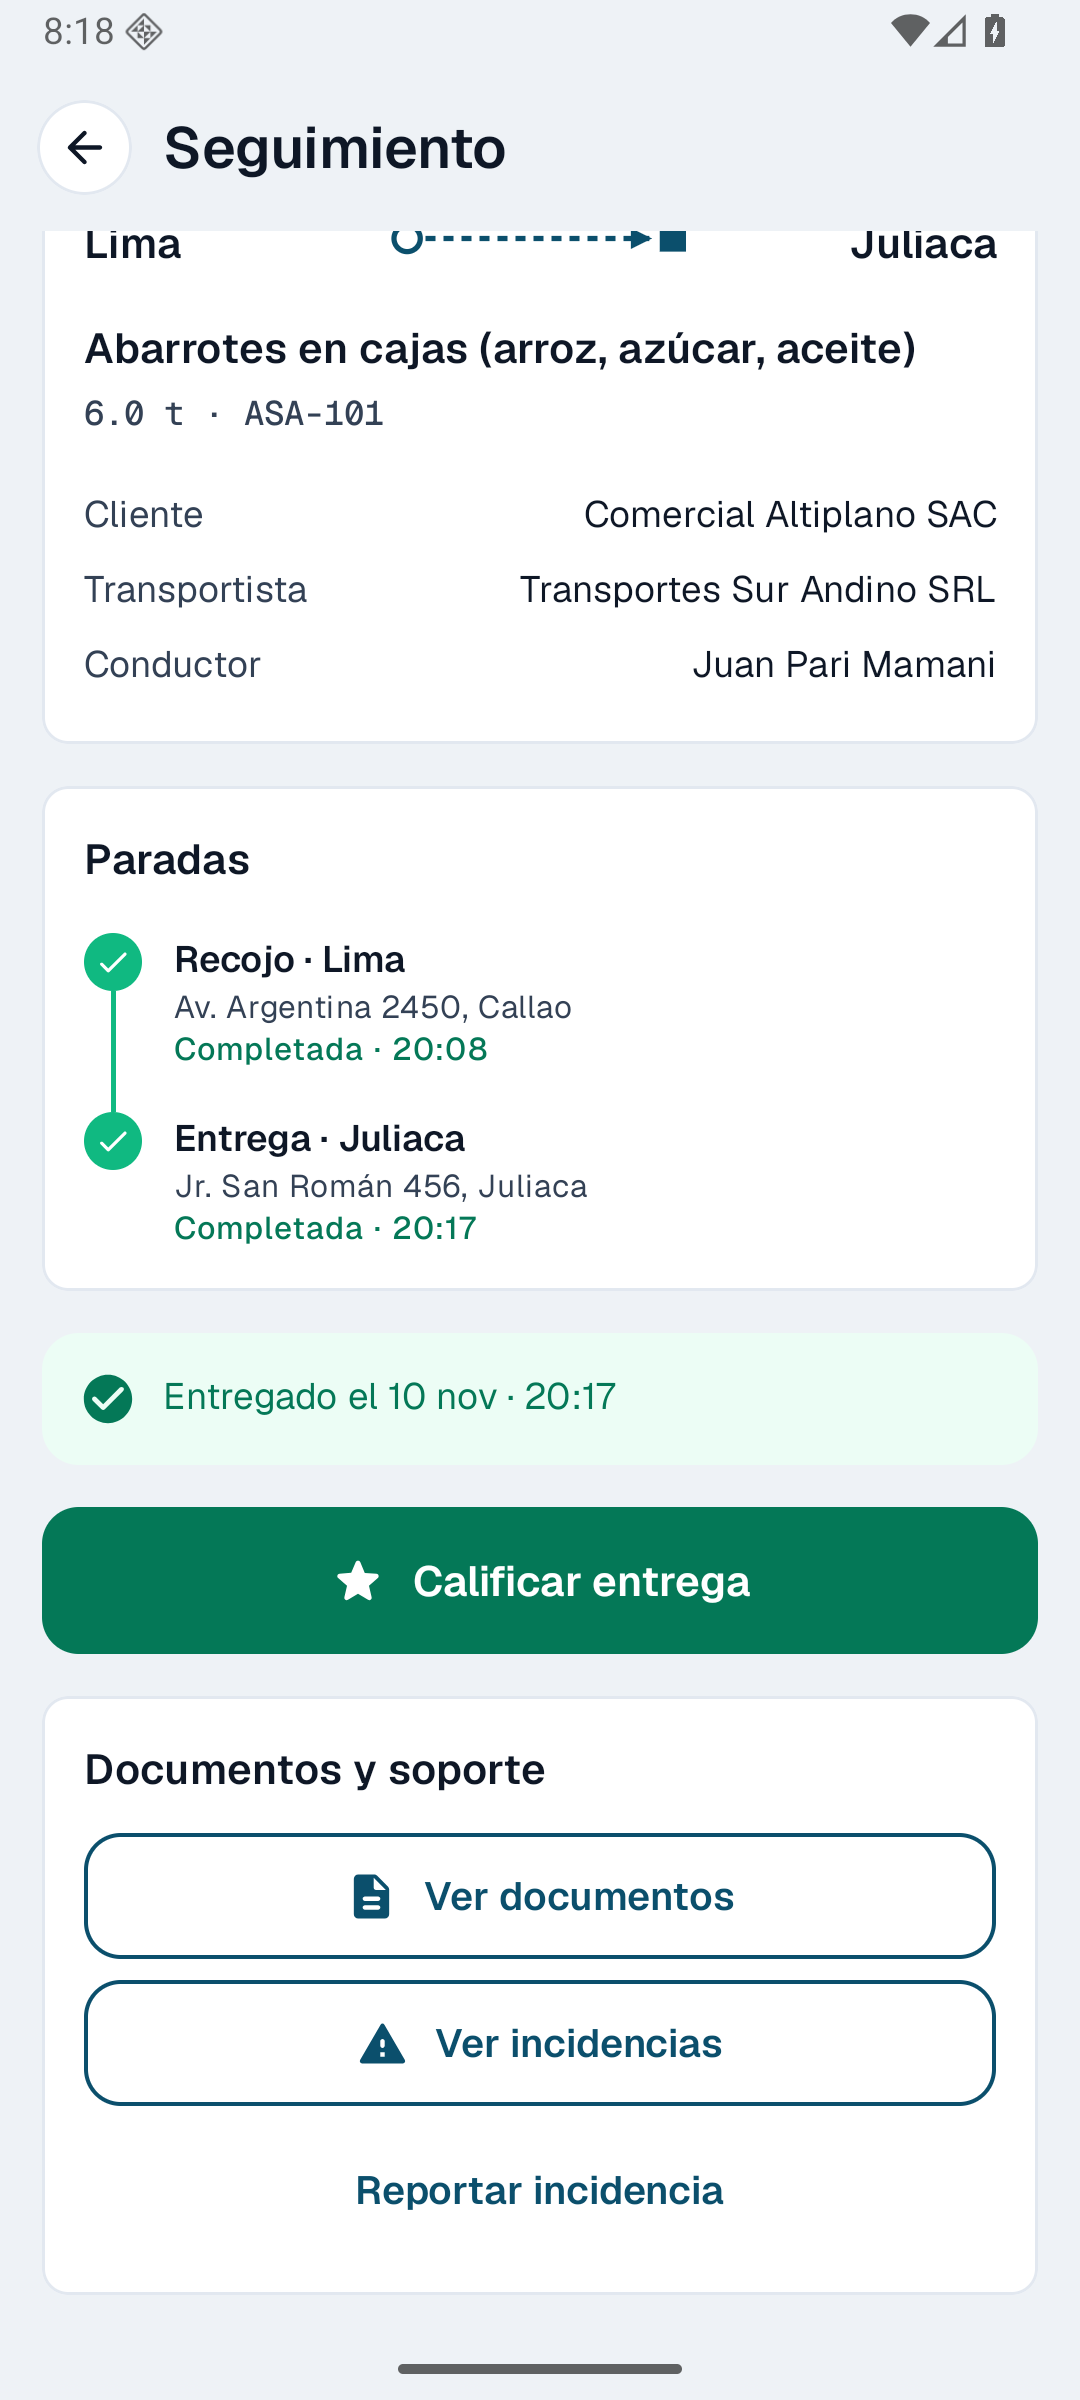 8:18
Seguimiento
Lima
Juliaca
Abarrotes en cajas (arroz, azúcar, aceite)
6.0 t · ASA-101
Cliente
Comercial Altiplano SAC
Transportista
Transportes Sur Andino SRL
Conductor
Juan Pari Mamani
Paradas
Recojo · Lima
Av. Argentina 2450, Callao
Completada · 20:08
Entrega · Juliaca
Jr. San Román 456, Juliaca
Completada · 20:17
Entregado el 10 nov · 20:17
Calificar entrega
Documentos y soporte
Ver documentos
Ver incidencias
Reportar incidencia